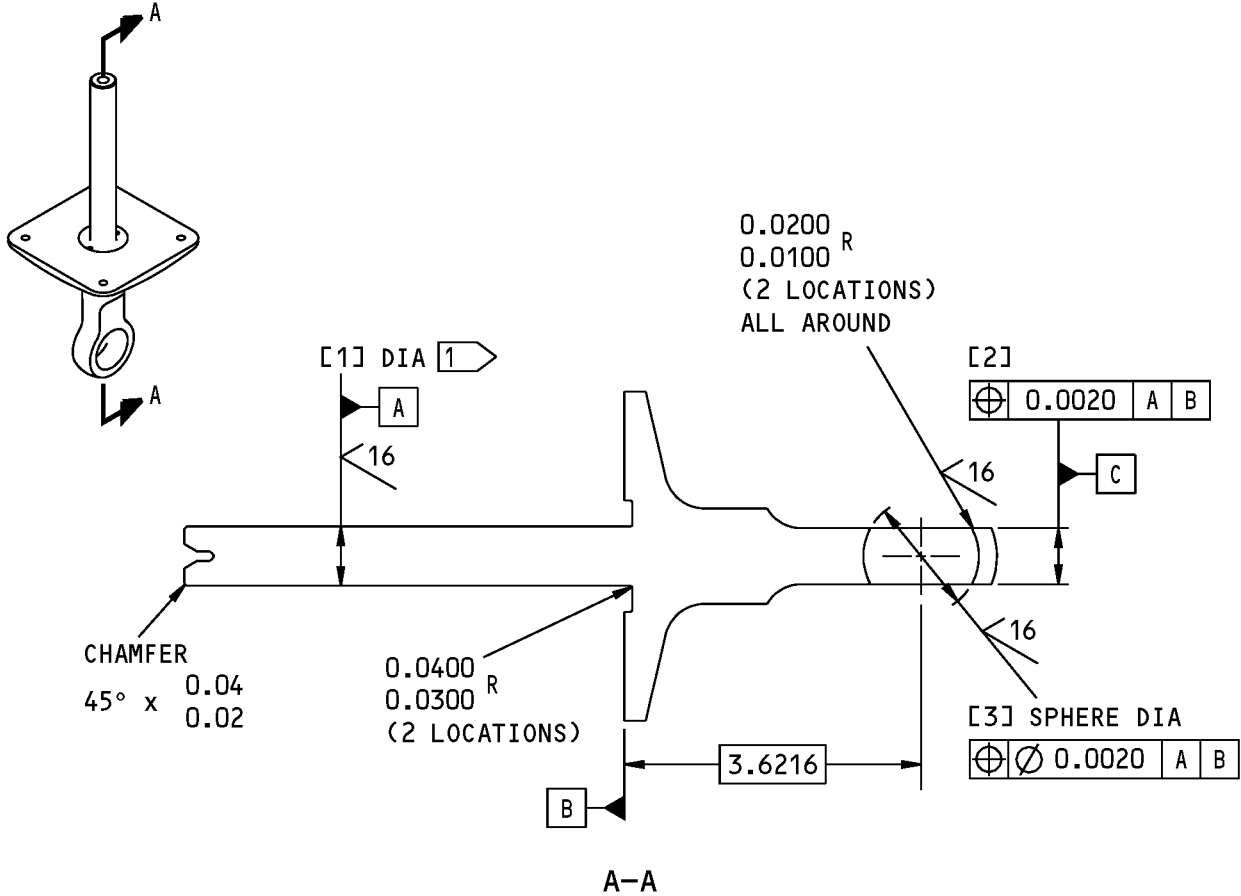 A
A
0.0200
0.0100 R
(2 LOCATIONS)
ALL AROUND
[1] DIA 1
A
16
[2]
⌖ 0.0020 A B
16
C
CHAMFER
45° x 0.04
0.02
0.0400
0.0300 R
(2 LOCATIONS)
16
[3] SPHERE DIA
⌖ Ø 0.0020 A B
3.6216
B
A-A